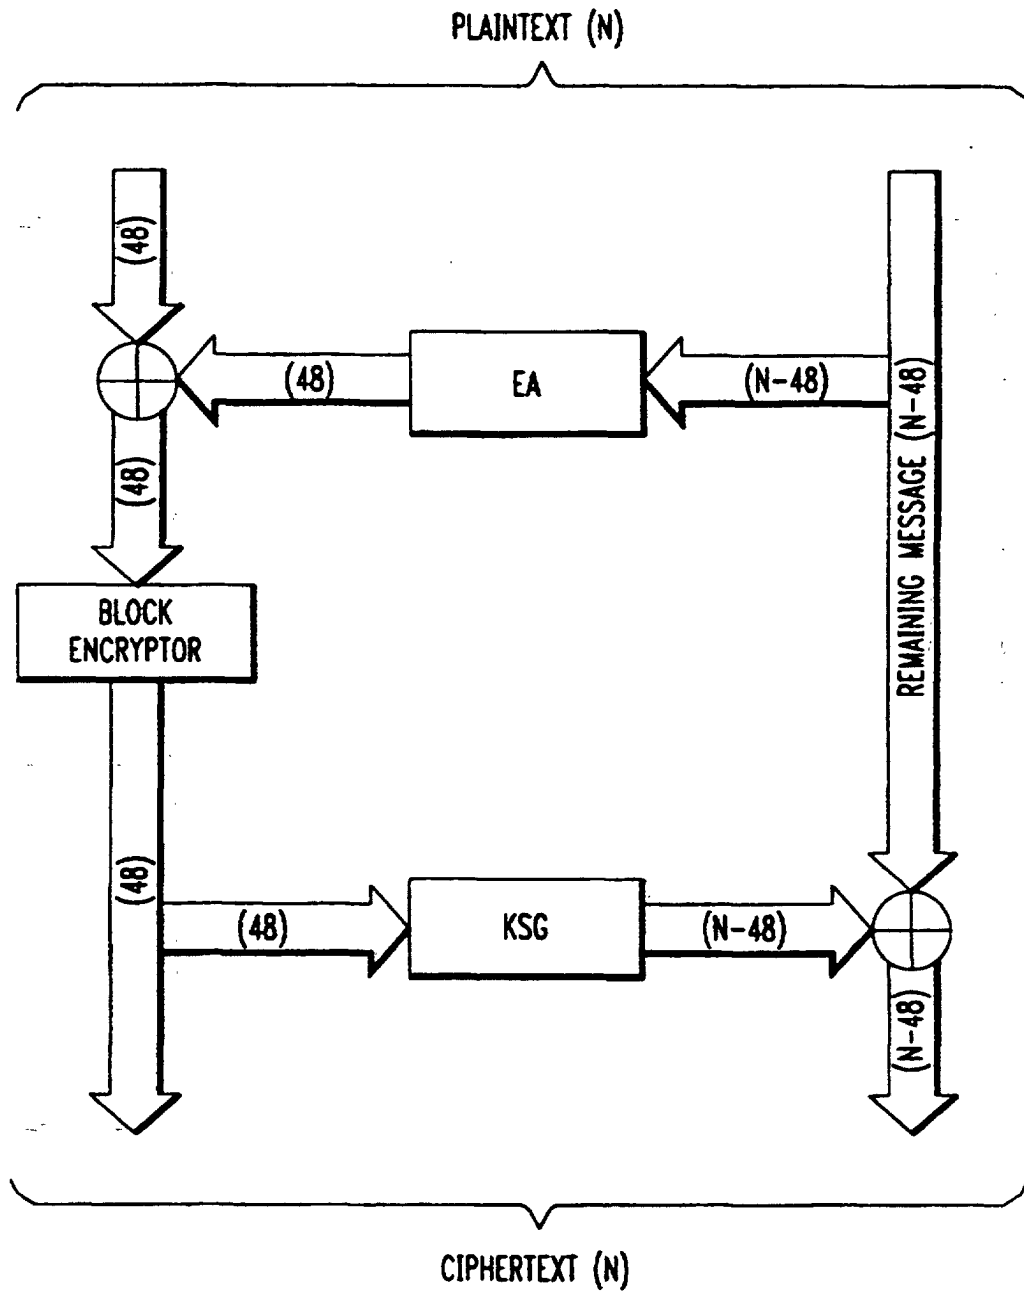 PLAINTEXT (N)
(48)
(48)
EA
(N-48)
REMAINING MESSAGE (N-48)
(48)
BLOCK
ENCRYPTOR
(48)
(48)
KSG
(N-48)
(N-48)
CIPHERTEXT (N)